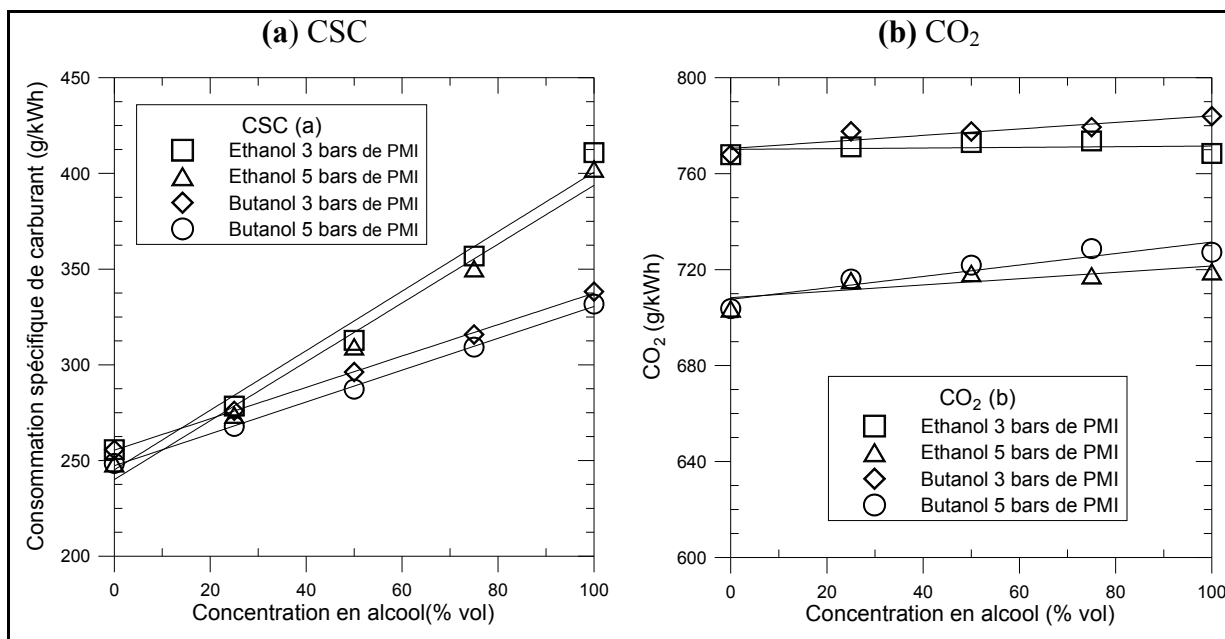 (a) CSC
450
400
350
300
250
200
0
20
40
60
80
100
Consommation spécifique de carburant (g/kWh)
Concentration en alcool(% vol)
CSC (a)
Ethanol 3 bars de PMI
Ethanol 5 bars de PMI
Butanol 3 bars de PMI
Butanol 5 bars de PMI
(b) CO₂
800
760
720
680
640
600
0
20
40
60
80
100
CO₂ (g/kWh)
Concentration en alcool (% vol)
CO₂ (b)
Ethanol 3 bars de PMI
Ethanol 5 bars de PMI
Butanol 3 bars de PMI
Butanol 5 bars de PMI